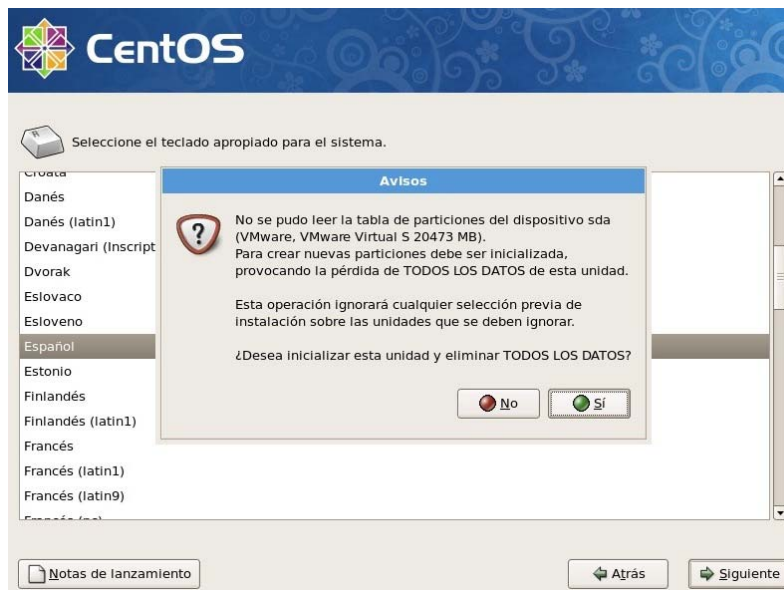 CentOS
Seleccione el teclado apropiado para el sistema.
Croata
Danés
Danés (latin1)
Devanagari (Inscript
Dvorak
Eslovaco
Esloveno
Español
Estonio
Finlandés
Finlandés (latin1)
Francés
Francés (latin1)
Francés (latin9)
Francés (pc)
Avisos
No se pudo leer la tabla de particiones del dispositivo sda
(VMware, VMware Virtual S 20473 MB).
Para crear nuevas particiones debe ser inicializada,
provocando la pérdida de TODOS LOS DATOS de esta unidad.
Esta operación ignorará cualquier selección previa de
instalación sobre las unidades que se deben ignorar.
¿Desea inicializar esta unidad y eliminar TODOS LOS DATOS?
No
Sí
Notas de lanzamiento
Atrás
Siguiente